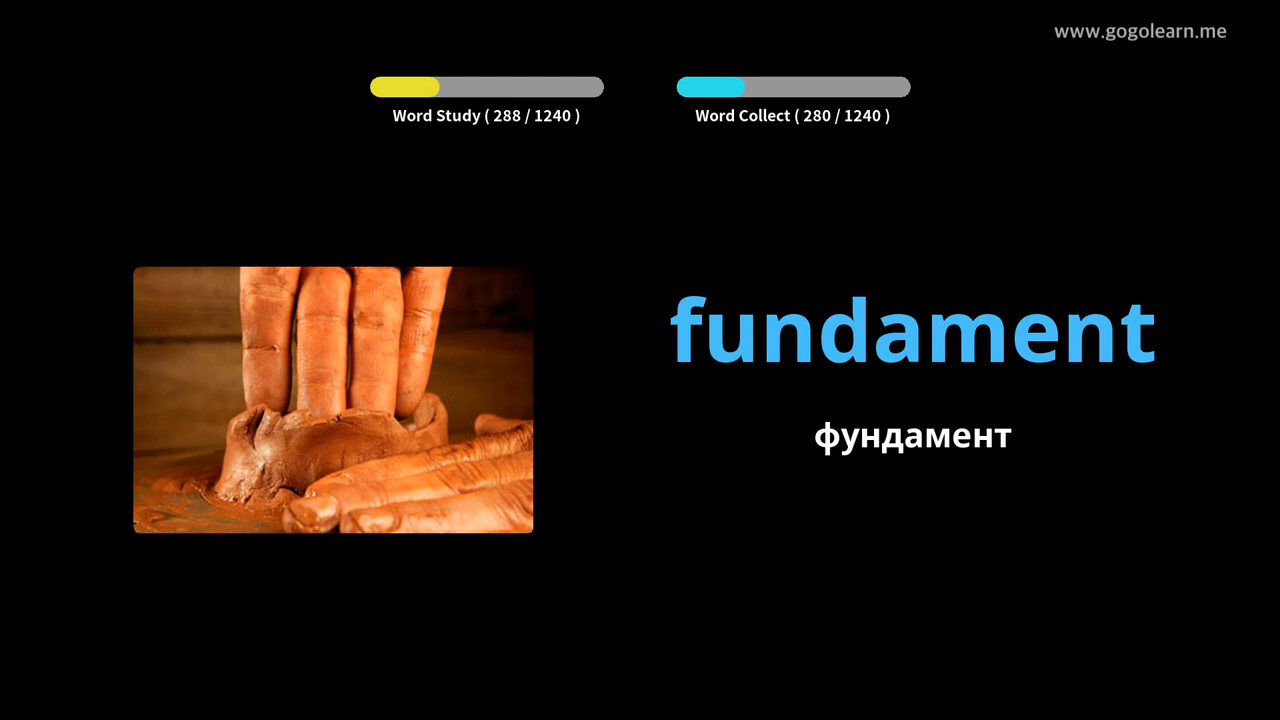 www.gogolearn.me
Word Study ( 288 / 1240 )
Word Collect ( 280 / 1240 )
fundament
фундамент